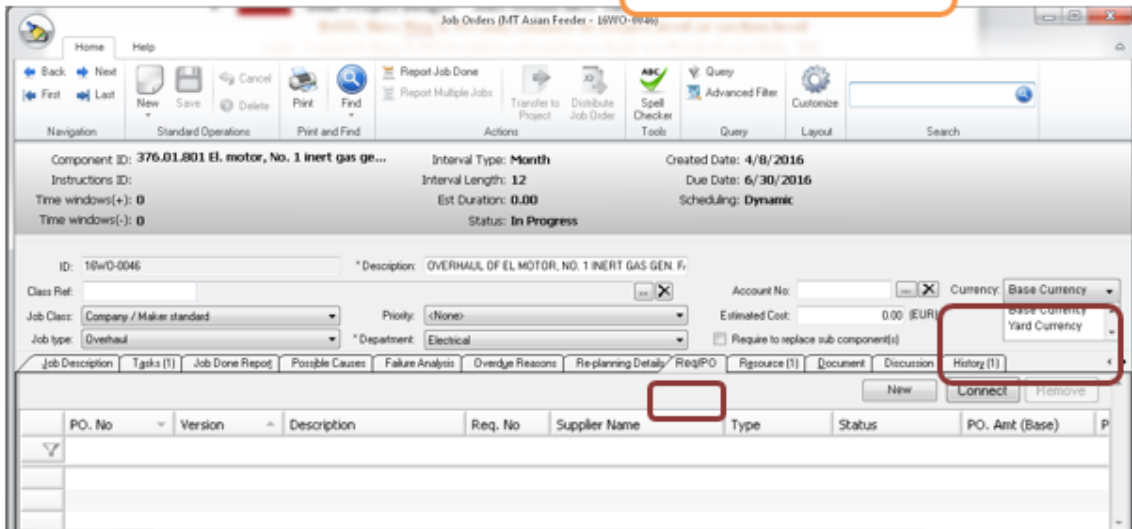 Job Orders (MT Asian Feeder - 16WO-0046)
Home Help
Back Next
First Last
Navigation
New Save Cancel
Delete
Standard Operations
Print Find
Print and Find
Report Job Done
Report Multiple Jobs
Transfer to Project
Distribute Job Order
Actions
ABC
Spell Checker
Tools
Query
Advanced Filter
Query
Customize
Layout
Search
Component ID: 376.01.801 El. motor, No. 1 inert gas ge... Interval Type: Month Created Date: 4/8/2016
Instructions ID: Interval Length: 12 Due Date: 6/30/2016
Time windows(+): 0 Est Duration: 0.00 Scheduling: Dynamic
Time windows(-): 0 Status: In Progress
ID: 16WO-0046 * Description: OVERHAUL OF EL MOTOR, NO. 1 INERT GAS GEN. FA
Class Ref: ... Account No: ... Currency: Base Currency
Job Class: Company / Maker standard Priority: <None> Estimated Cost: 0.00 (EUR) Base Currency
Yard Currency
Job type: Overhaul * Department: Electrical Require to replace sub component(s)
Job Description Tasks (1) Job Done Report Possible Causes Failure Analysis Overdue Reasons Re-planning Details Req/PO Resource (1) Document Discussion History (1)
New Connect Remove
PO. No Version Description Req. No Supplier Name Type Status PO. Amt (Base) P